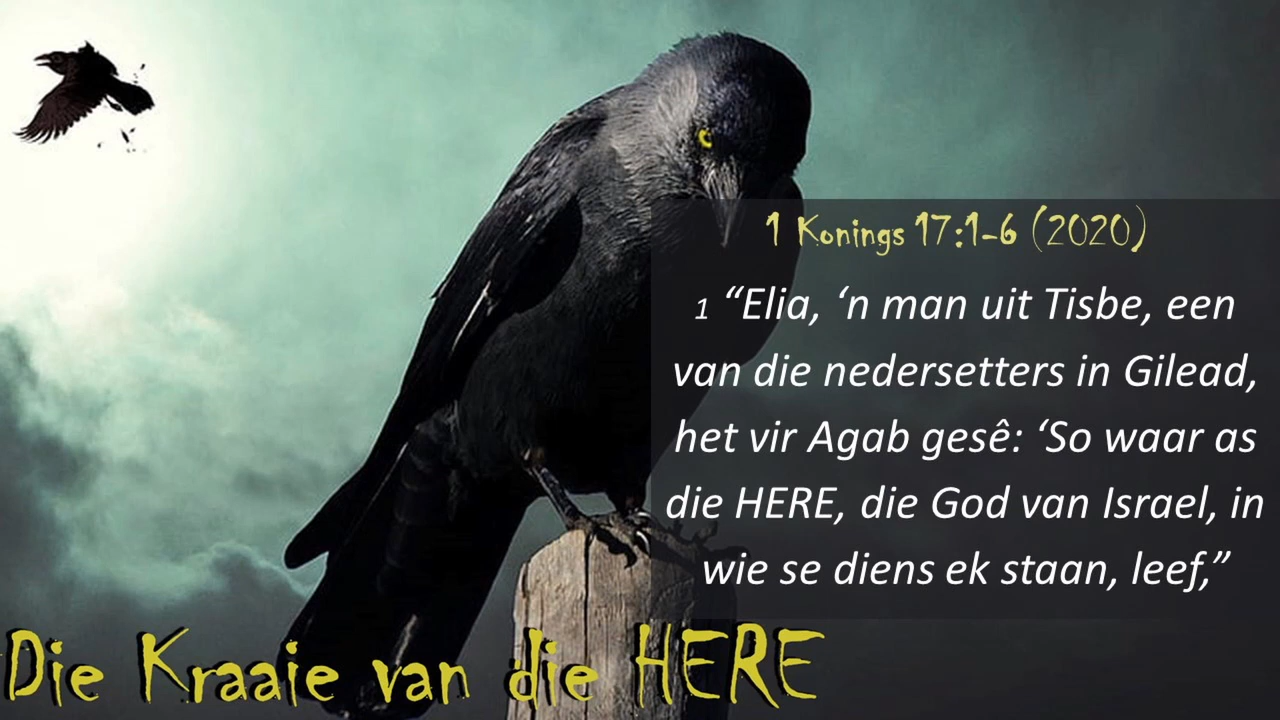 1 Konings 17:1-6 (2020)
1 “Elia, ‘n man uit Tisbe, een
van die nedersetters in Gilead,
het vir Agab gesê: ‘So waar as
die HERE, die God van Israel, in
wie se diens ek staan, leef,”
Die Kraaie van die HERE